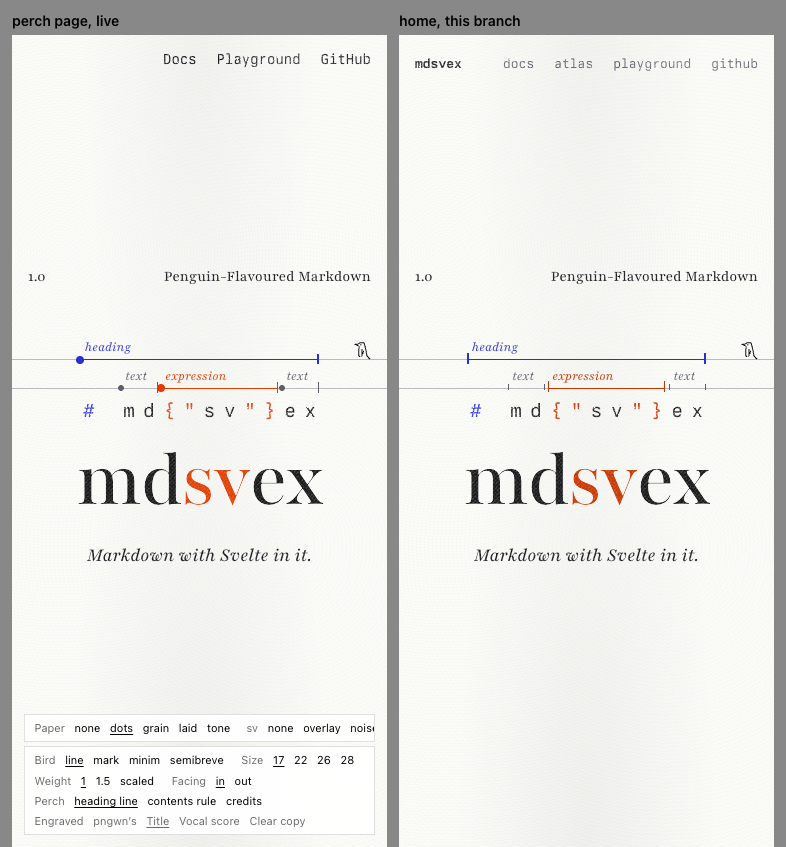 perch page, live
Docs Playground GitHub
1.0 Penguin-Flavoured Markdown
heading
text expression text
# md{"sv"}ex
mdsvex
Markdown with Svelte in it.
Paper none dots grain laid tone sv none overlay noise
Bird line mark minim semibreve Size 17 22 26 28
Weight 1 1.5 scaled Facing in out
Perch heading line contents rule credits
Engraved pngwn's Title Vocal score Clear copy
home, this branch
mdsvex docs atlas playground github
1.0 Penguin-Flavoured Markdown
heading
text expression text
# md{"sv"}ex
mdsvex
Markdown with Svelte in it.